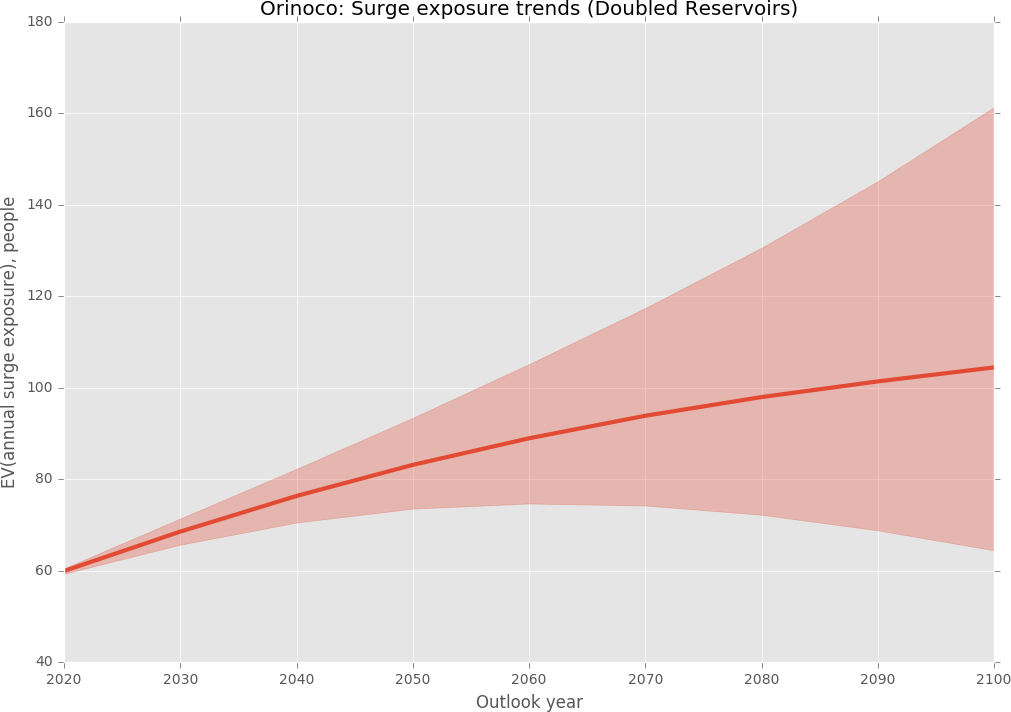 Orinoco: Surge exposure trends (Doubled Reservoirs)
180
160
140
120
100
80
60
40
EV(annual surge exposure), people
2020 2030 2040 2050 2060 2070 2080 2090 2100
Outlook year